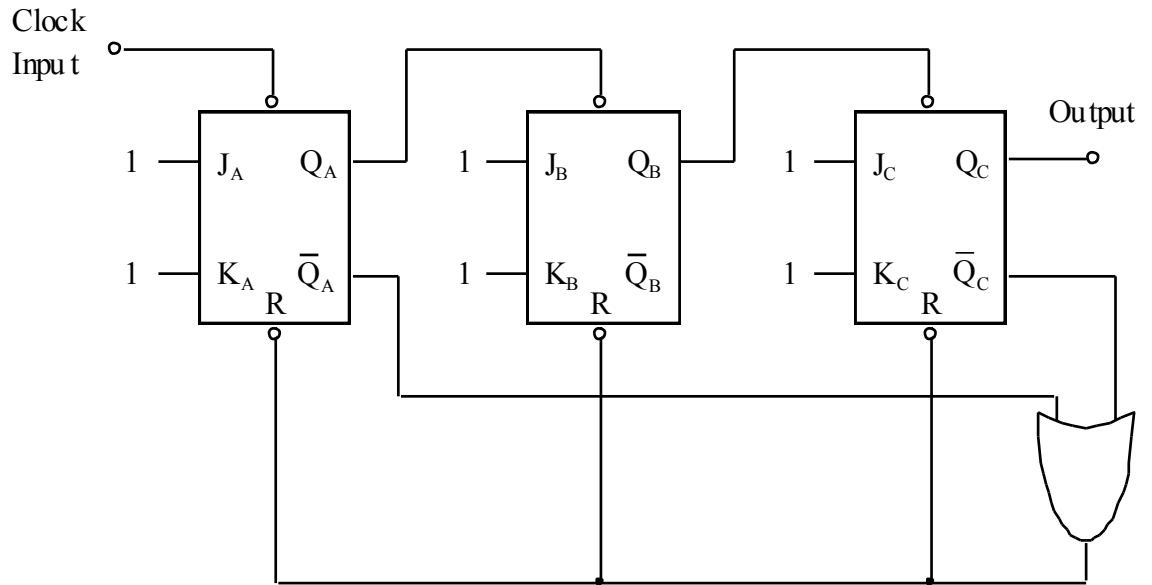 Clock
Input
Output
1 J_A Q_A 1 J_B Q_B 1 J_C Q_C
1 K_A Q̅_A 1 K_B Q̅_B 1 K_C Q̅_C
R R R